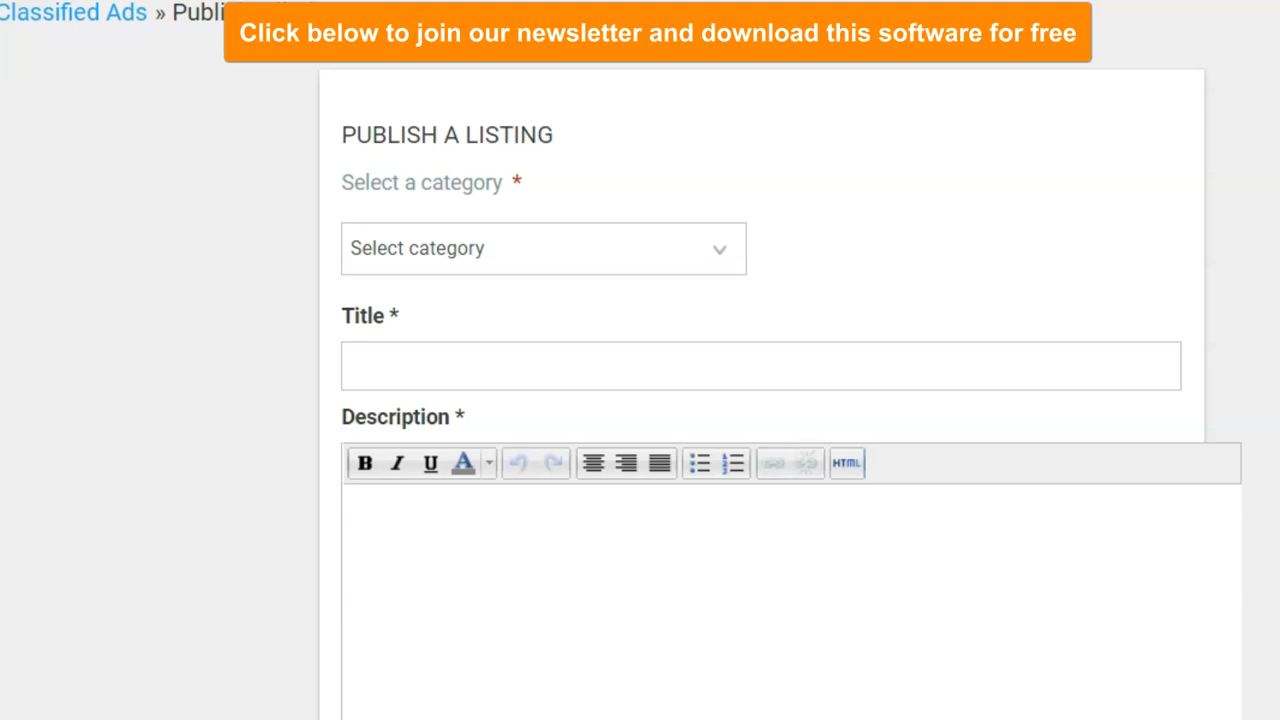 Classified Ads » Publi
Click below to join our newsletter and download this software for free
PUBLISH A LISTING
Select a category *
Select category
Title *
Description *
B I U A HTML